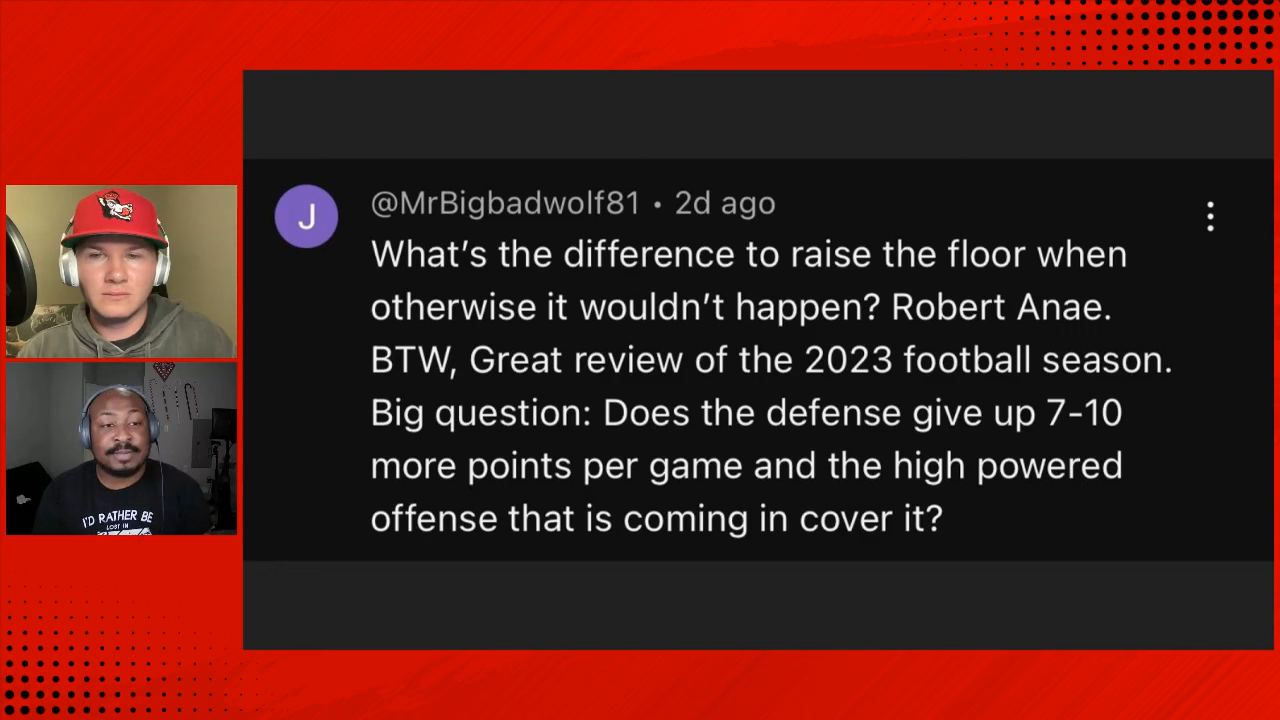 J
@MrBigbadwolf81 • 2d ago
What’s the difference to raise the floor when
otherwise it wouldn’t happen? Robert Anae.
BTW, Great review of the 2023 football season.
Big question: Does the defense give up 7-10
more points per game and the high powered
offense that is coming in cover it?
I'D RATHER BE
LOST IN